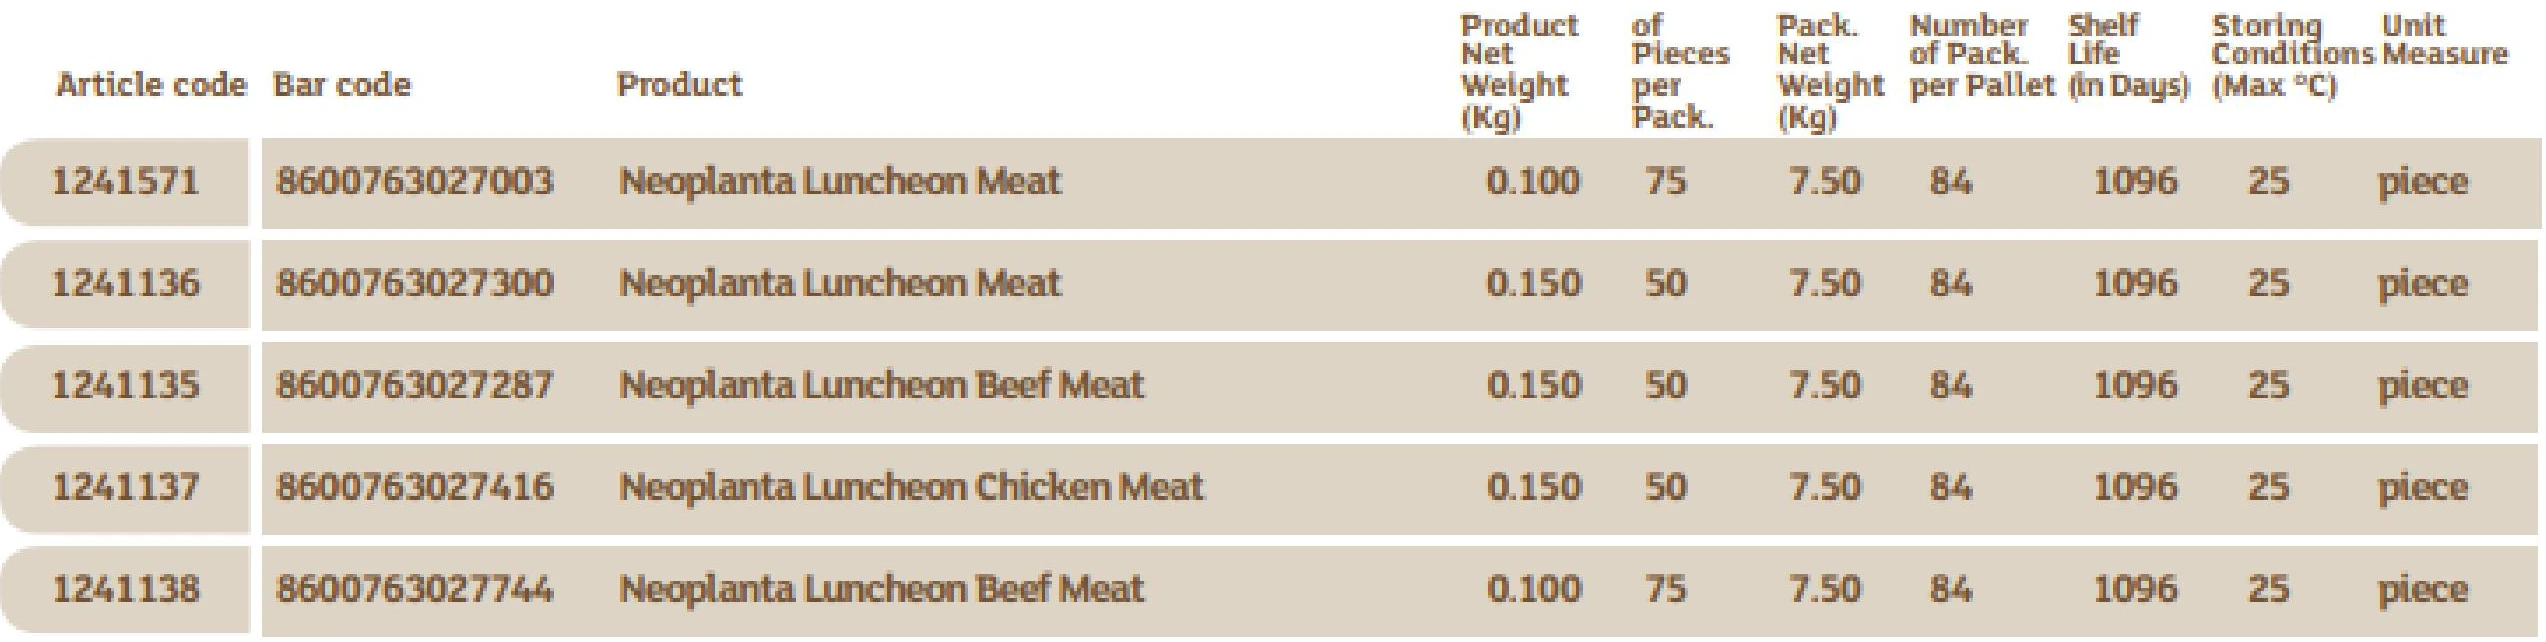 Product of Pack. Number Shelf Storing Unit
Net Pieces Net of Pack. Life Conditions Measure
Article code Bar code Product Weight per Weight per Pallet (in Days) (Max °C)
(Kg) Pack. (Kg)
1241571 8600763027003 Neoplanta Luncheon Meat 0.100 75 7.50 84 1096 25 piece
1241136 8600763027300 Neoplanta Luncheon Meat 0.150 50 7.50 84 1096 25 piece
1241135 8600763027287 Neoplanta Luncheon Beef Meat 0.150 50 7.50 84 1096 25 piece
1241137 8600763027416 Neoplanta Luncheon Chicken Meat 0.150 50 7.50 84 1096 25 piece
1241138 8600763027744 Neoplanta Luncheon Beef Meat 0.100 75 7.50 84 1096 25 piece